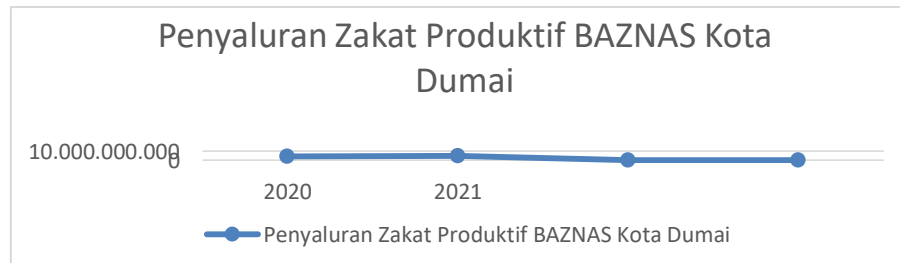 Penyaluran Zakat Produktif BAZNAS Kota
Dumai
10.000.000.000
0
2020 2021
Penyaluran Zakat Produktif BAZNAS Kota Dumai